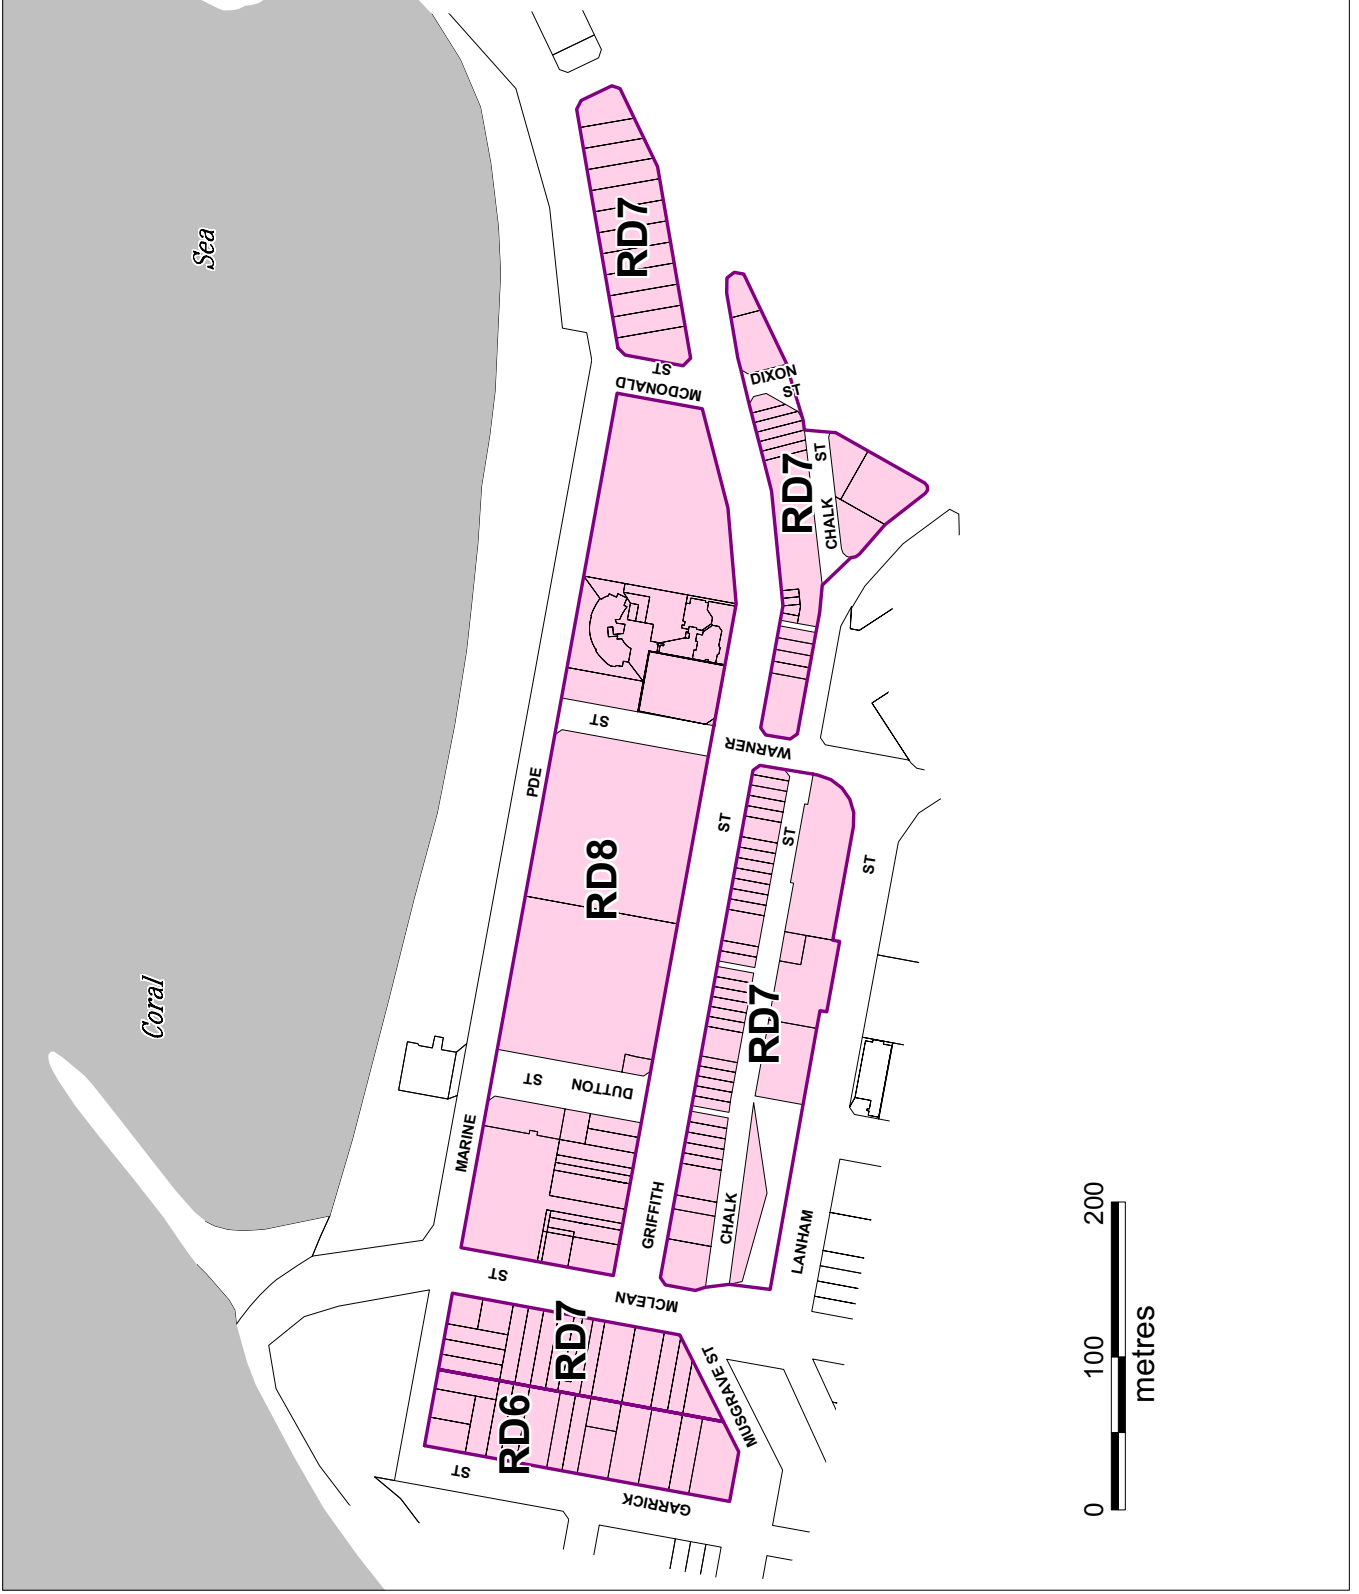 Coral
Sea
RD7
MCDONALD
ST
DIXON
ST
RD7
CHALK
ST
WARNER
ST
MARINE
PDE
RD8
GRIFFITH
ST
CHALK
ST
RD7
LANHAM
ST
DUTTON
ST
MCLEAN
ST
RD7
MUSGRAVE ST
RD6
GARRICK
ST
0
100
200
metres